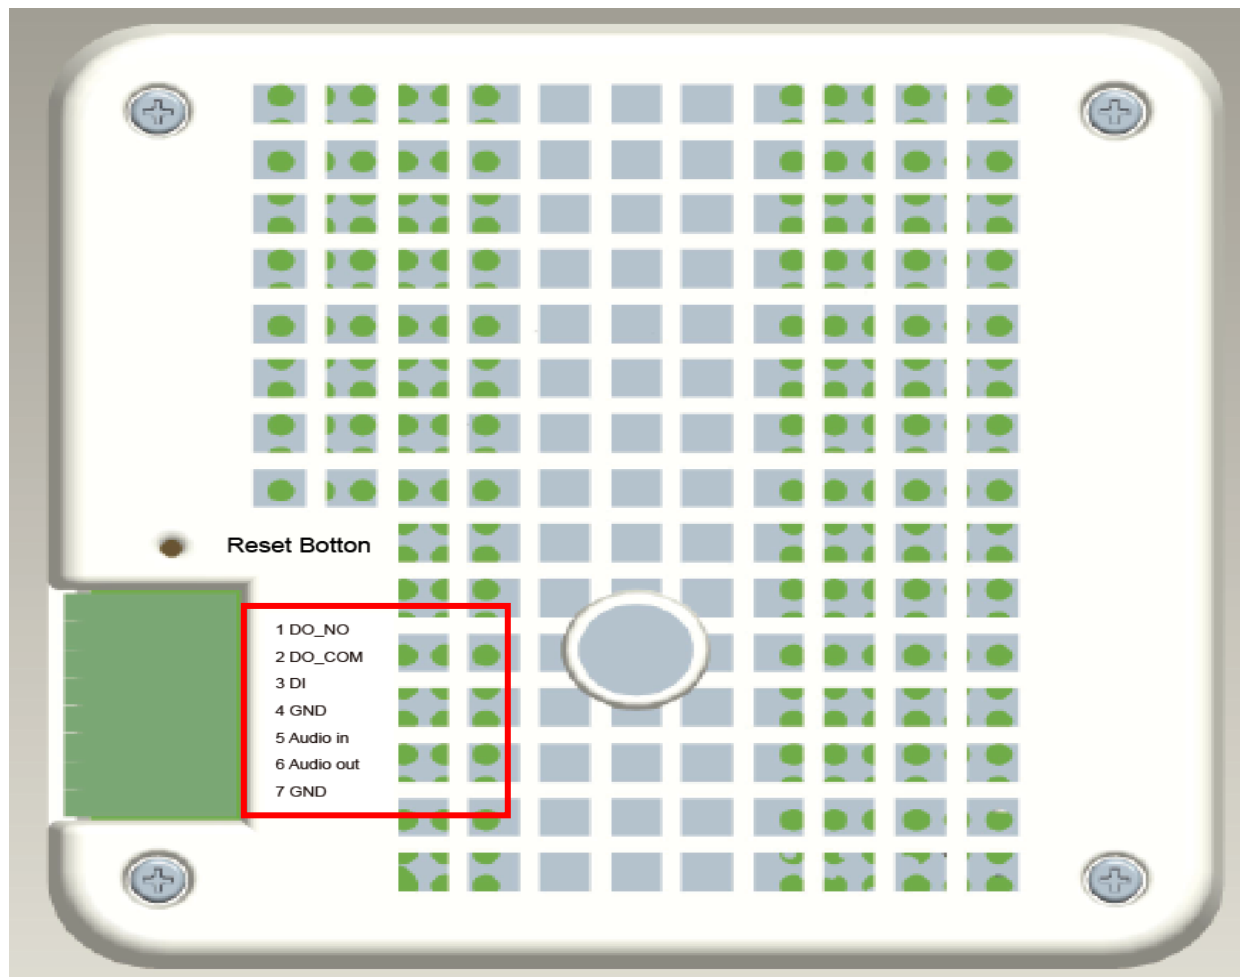 Reset Botton
1 DO_NO
2 DO_COM
3 DI
4 GND
5 Audio in
6 Audio out
7 GND